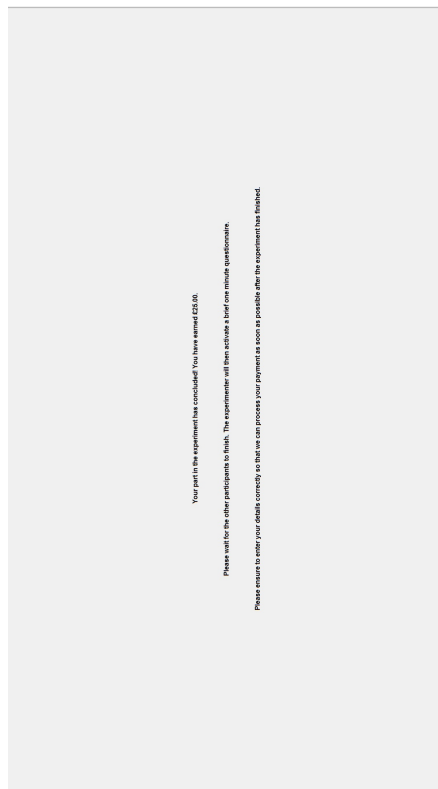 Your part in the experiment has concluded! You have earned £25.00.
Please wait for the other participants to finish. The experimenter will then activate a brief one minute questionnaire.
Please ensure to enter your details correctly so that we can process your payment as soon as possible after the experiment has finished.